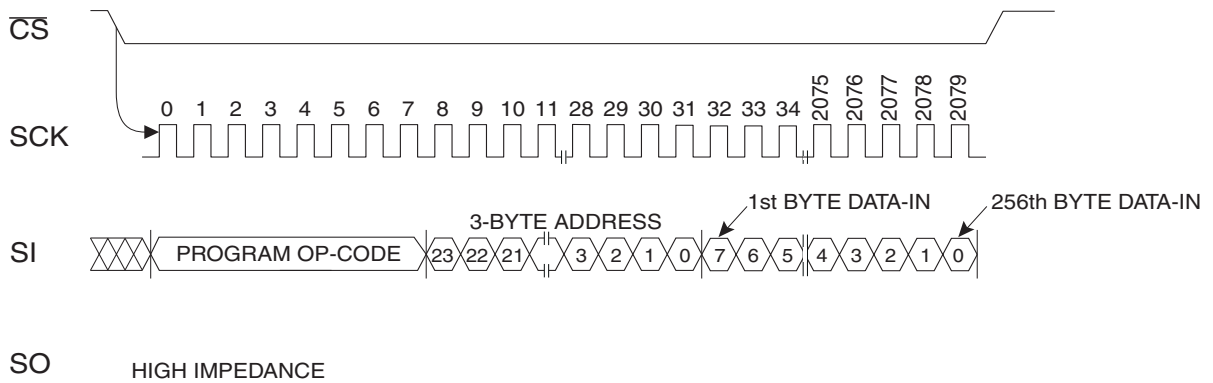 CS
SCK
0 1 2 3 4 5 6 7 8 9 10 11 28 29 30 31 32 33 34 2075 2076 2077 2078 2079
1st BYTE DATA-IN
256th BYTE DATA-IN
3-BYTE ADDRESS
SI
PROGRAM OP-CODE 23 22 21 3 2 1 0 7 6 5 4 3 2 1 0
SO
HIGH IMPEDANCE